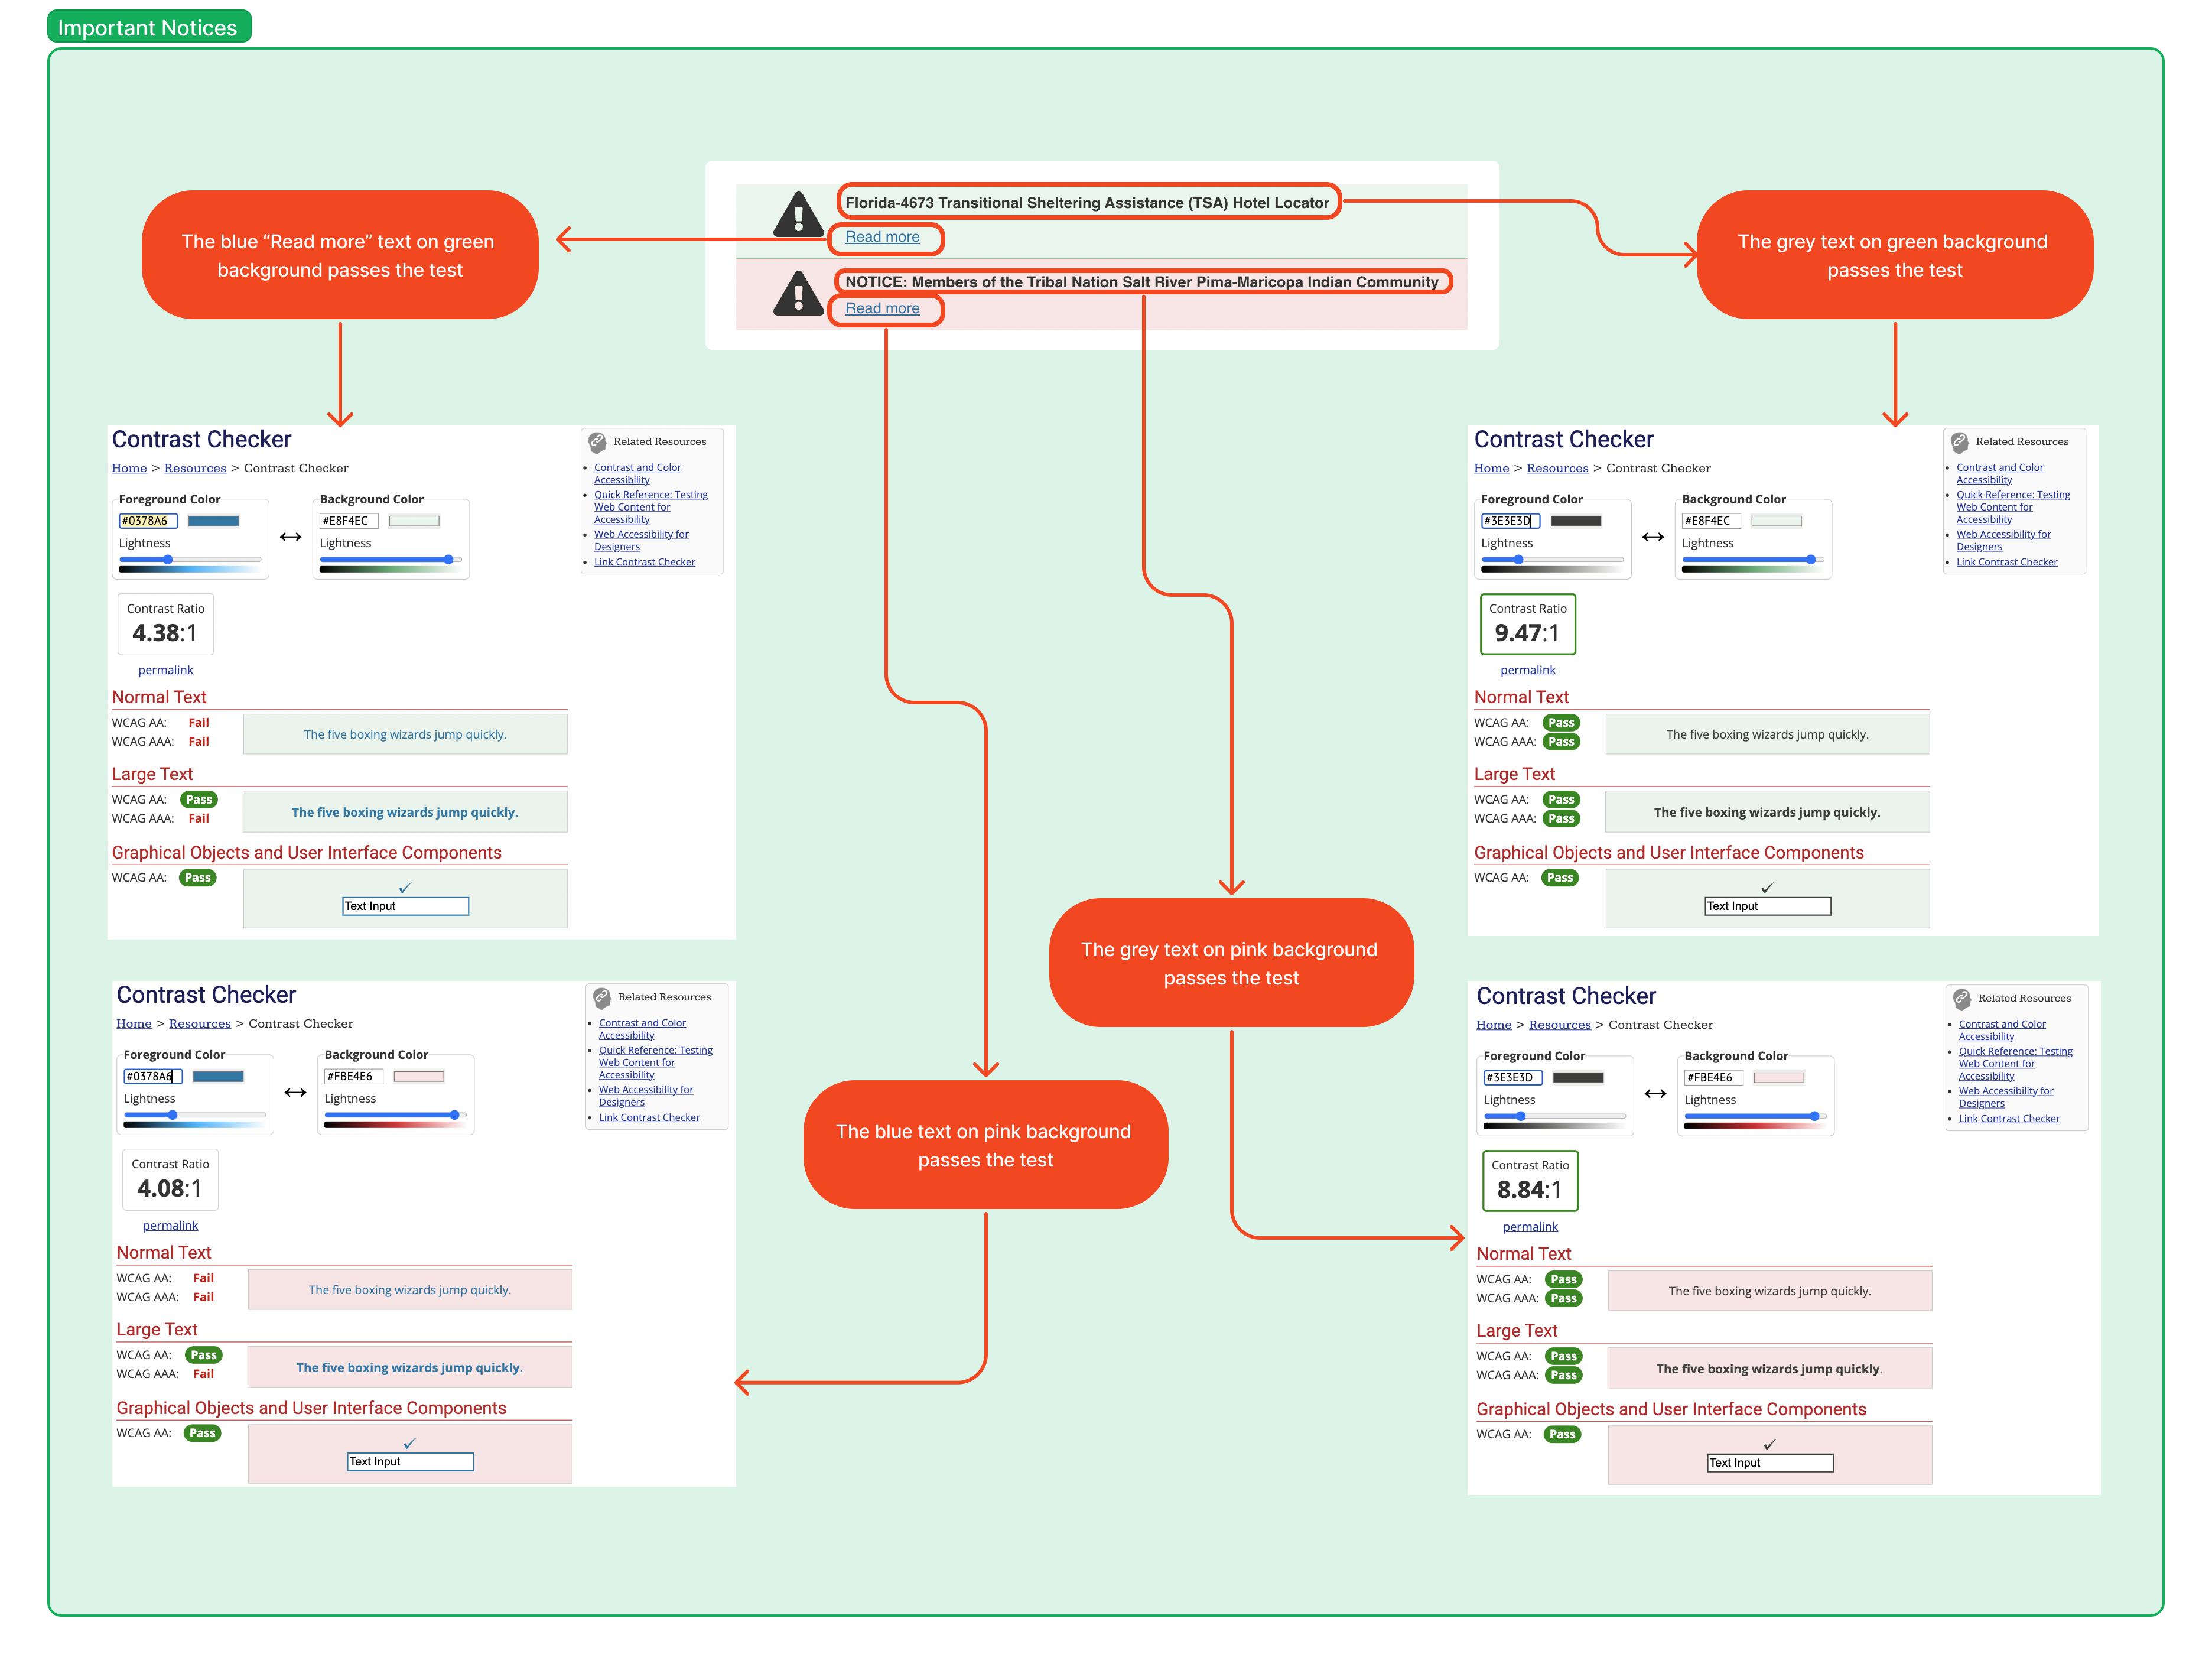 Important Notices
Florida-4673 Transitional Sheltering Assistance (TSA) Hotel Locator
Read more
NOTICE: Members of the Tribal Nation Salt River Pima-Maricopa Indian Community
Read more
The blue “Read more” text on green
background passes the test
The grey text on green background
passes the test
Contrast Checker
Home > Resources > Contrast Checker
Foreground Color
#0378A6
Lightness
Background Color
#E8F4EC
Lightness
Related Resources
Contrast and Color
Accessibility
Quick Reference: Testing
Web Content for
Accessibility
Web Accessibility for
Designers
Link Contrast Checker
Contrast Ratio
4.38:1
permalink
Normal Text
WCAG AA: Fail
WCAG AAA: Fail
The five boxing wizards jump quickly.
Large Text
WCAG AA: Pass
WCAG AAA: Fail
The five boxing wizards jump quickly.
Graphical Objects and User Interface Components
WCAG AA: Pass
✓
Text Input
Contrast Checker
Home > Resources > Contrast Checker
Foreground Color
#3E3E3D
Lightness
Background Color
#E8F4EC
Lightness
Related Resources
Contrast and Color
Accessibility
Quick Reference: Testing
Web Content for
Accessibility
Web Accessibility for
Designers
Link Contrast Checker
Contrast Ratio
9.47:1
permalink
Normal Text
WCAG AA: Pass
WCAG AAA: Pass
The five boxing wizards jump quickly.
Large Text
WCAG AA: Pass
WCAG AAA: Pass
The five boxing wizards jump quickly.
Graphical Objects and User Interface Components
WCAG AA: Pass
✓
Text Input
The grey text on pink background
passes the test
The blue text on pink background
passes the test
Contrast Checker
Home > Resources > Contrast Checker
Foreground Color
#0378A6
Lightness
Background Color
#FBE4E6
Lightness
Related Resources
Contrast and Color
Accessibility
Quick Reference: Testing
Web Content for
Accessibility
Web Accessibility for
Designers
Link Contrast Checker
Contrast Ratio
4.08:1
permalink
Normal Text
WCAG AA: Fail
WCAG AAA: Fail
The five boxing wizards jump quickly.
Large Text
WCAG AA: Pass
WCAG AAA: Fail
The five boxing wizards jump quickly.
Graphical Objects and User Interface Components
WCAG AA: Pass
✓
Text Input
Contrast Checker
Home > Resources > Contrast Checker
Foreground Color
#3E3E3D
Lightness
Background Color
#FBE4E6
Lightness
Related Resources
Contrast and Color
Accessibility
Quick Reference: Testing
Web Content for
Accessibility
Web Accessibility for
Designers
Link Contrast Checker
Contrast Ratio
8.84:1
permalink
Normal Text
WCAG AA: Pass
WCAG AAA: Pass
The five boxing wizards jump quickly.
Large Text
WCAG AA: Pass
WCAG AAA: Pass
The five boxing wizards jump quickly.
Graphical Objects and User Interface Components
WCAG AA: Pass
✓
Text Input